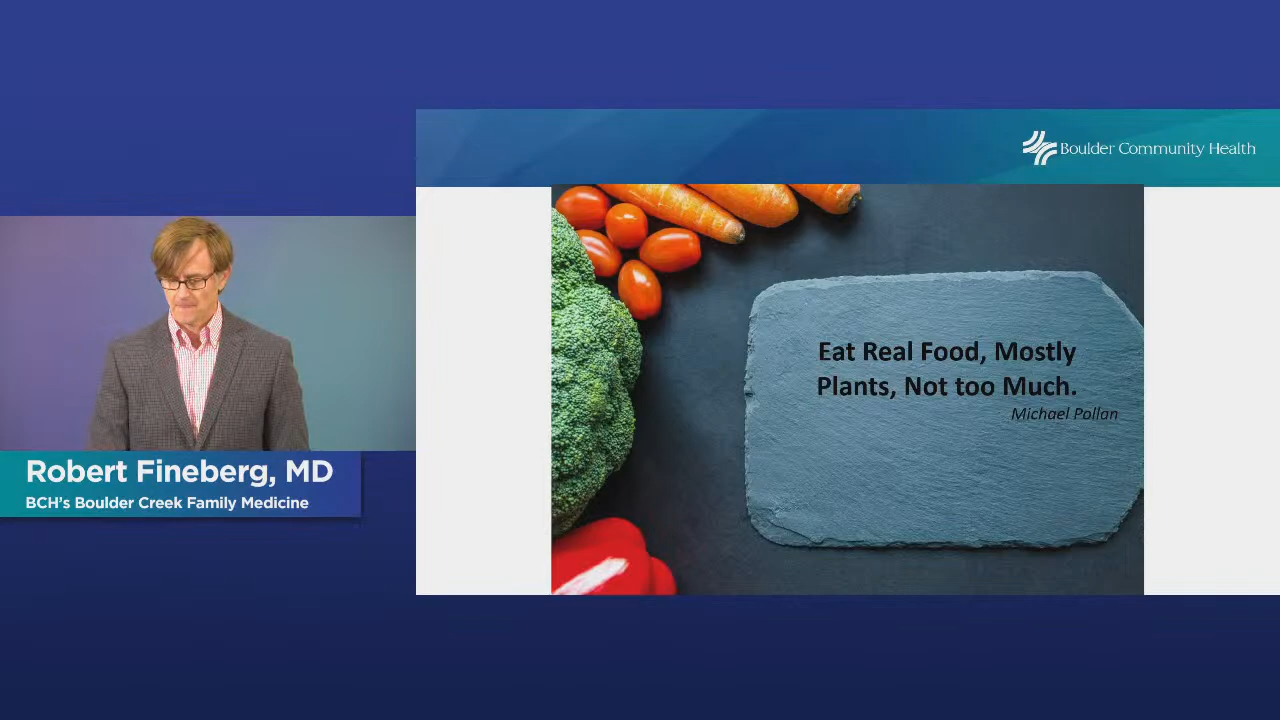 Boulder Community Health
Eat Real Food, Mostly
Plants, Not too Much.
Michael Pollan
Robert Fineberg, MD
BCH's Boulder Creek Family Medicine